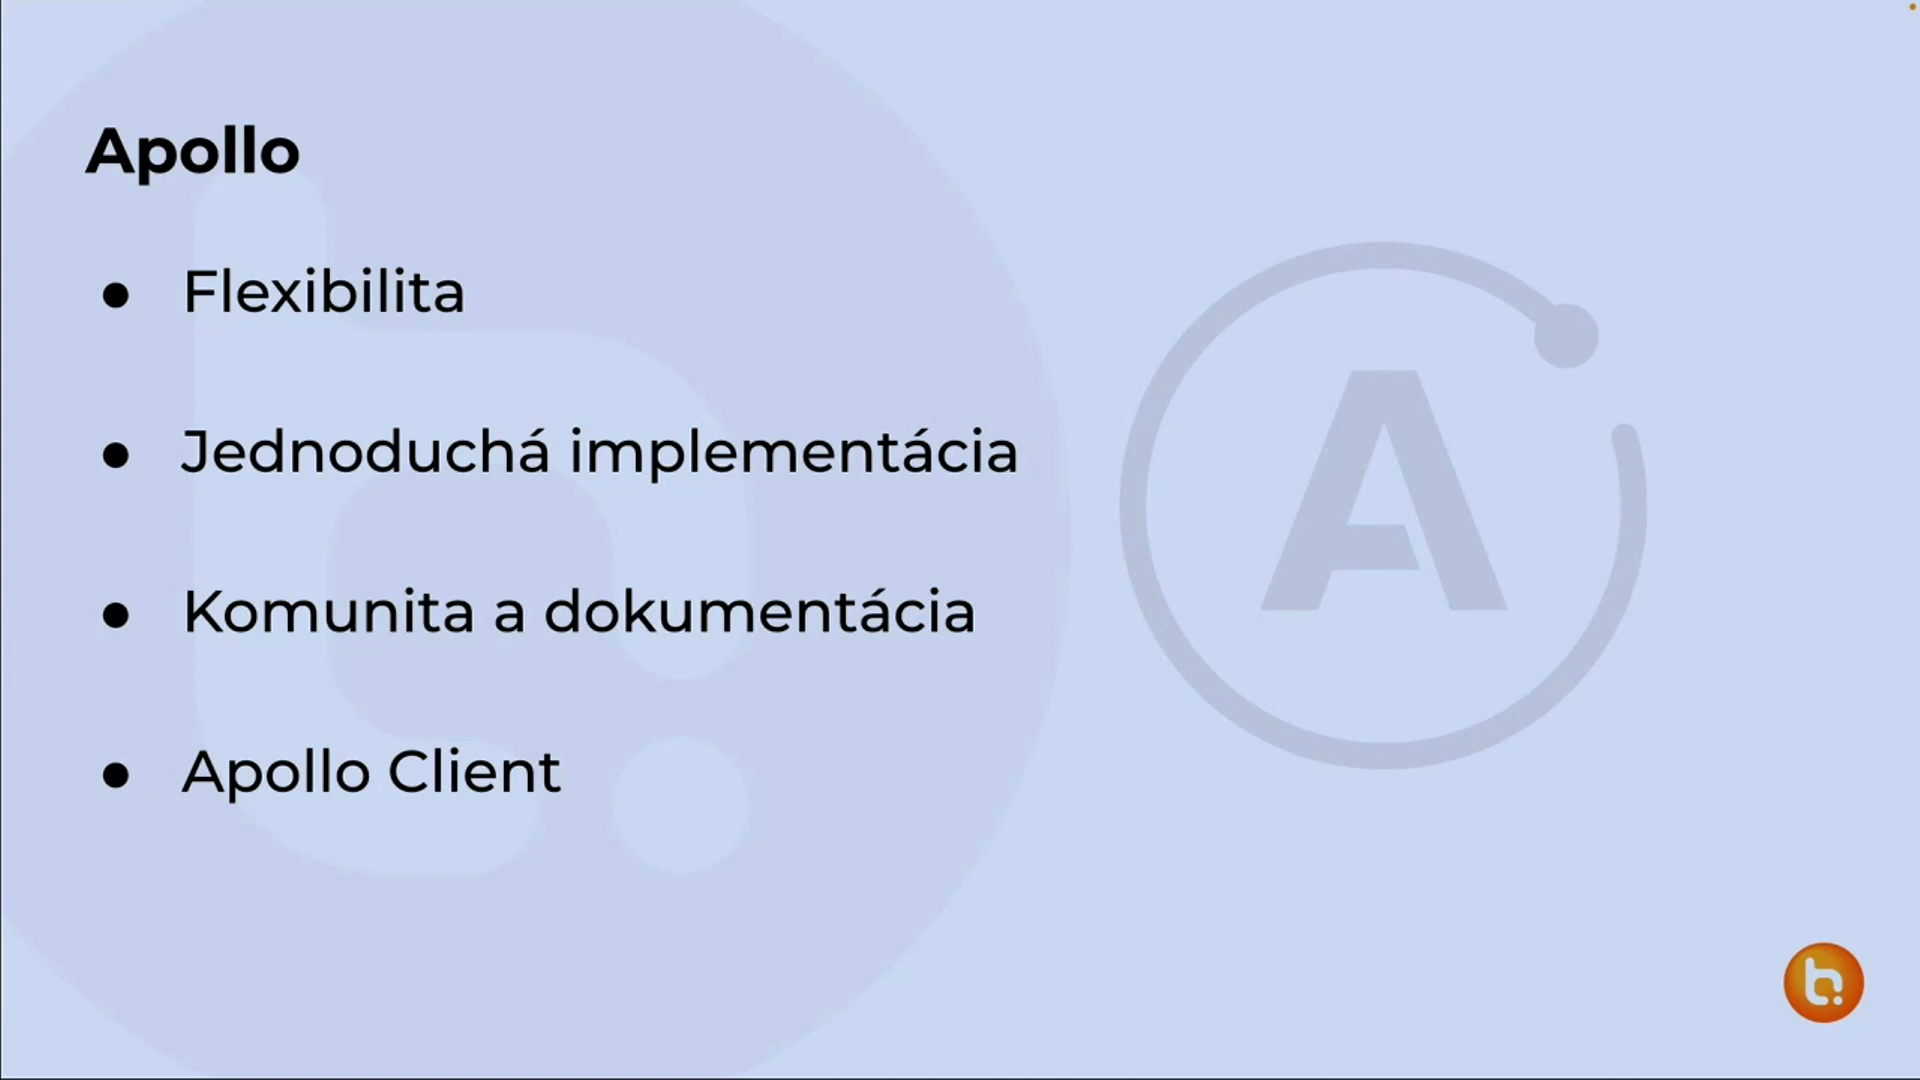 Apollo
● Flexibilita
● Jednoduchá implementácia
● Komunita a dokumentácia
● Apollo Client